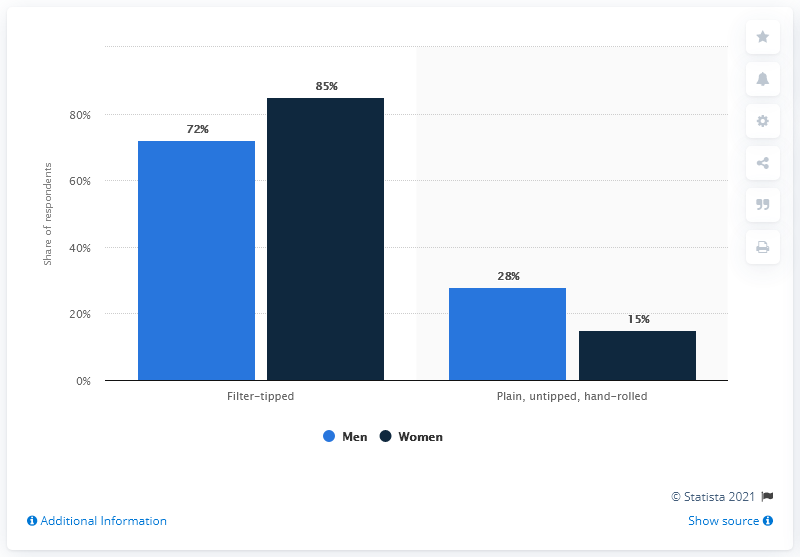 85%
72%
80%
60%
40%
20%
0%
Share of respondents
28%
15%
Filter-tipped
Plain, untipped, hand-rolled
Men
Women
© Statista 2021
Additional Information
Show source